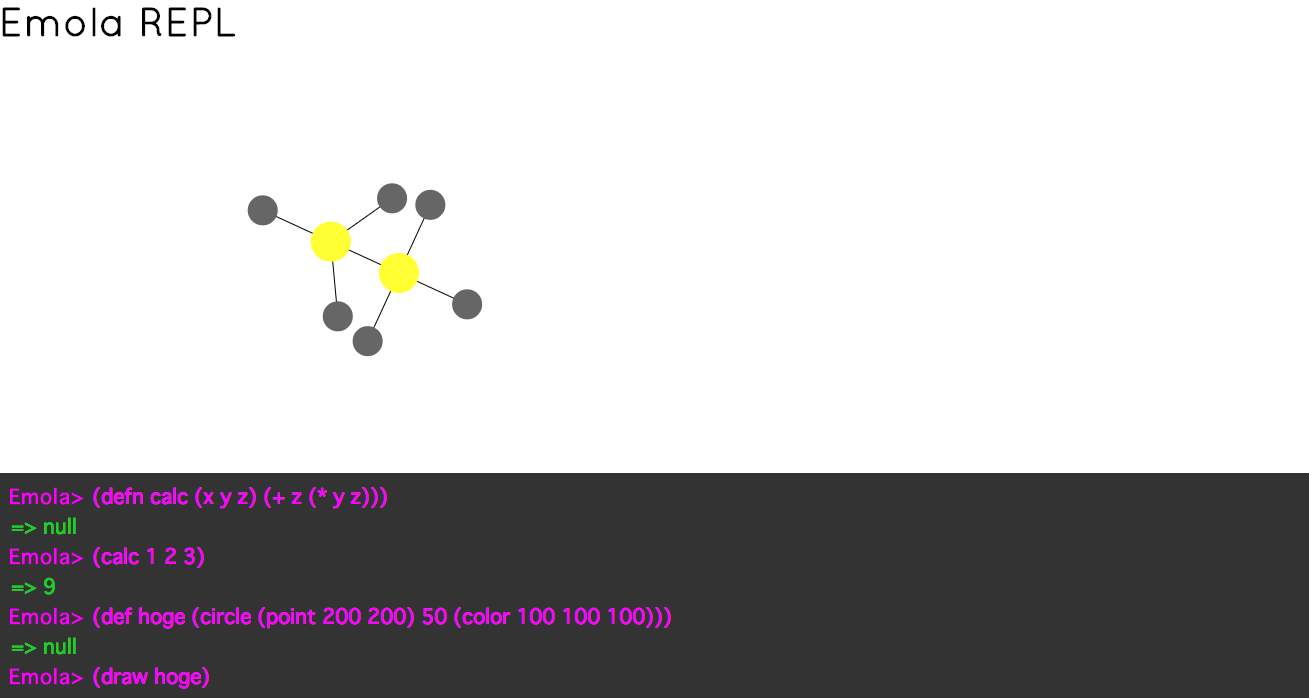 Emola REPL
Emola> (defn calc (x y z) (+ z (* y z)))
=> null
Emola> (calc 1 2 3)
=> 9
Emola> (def hoge (circle (point 200 200) 50 (color 100 100 100)))
=> null
Emola> (draw hoge)